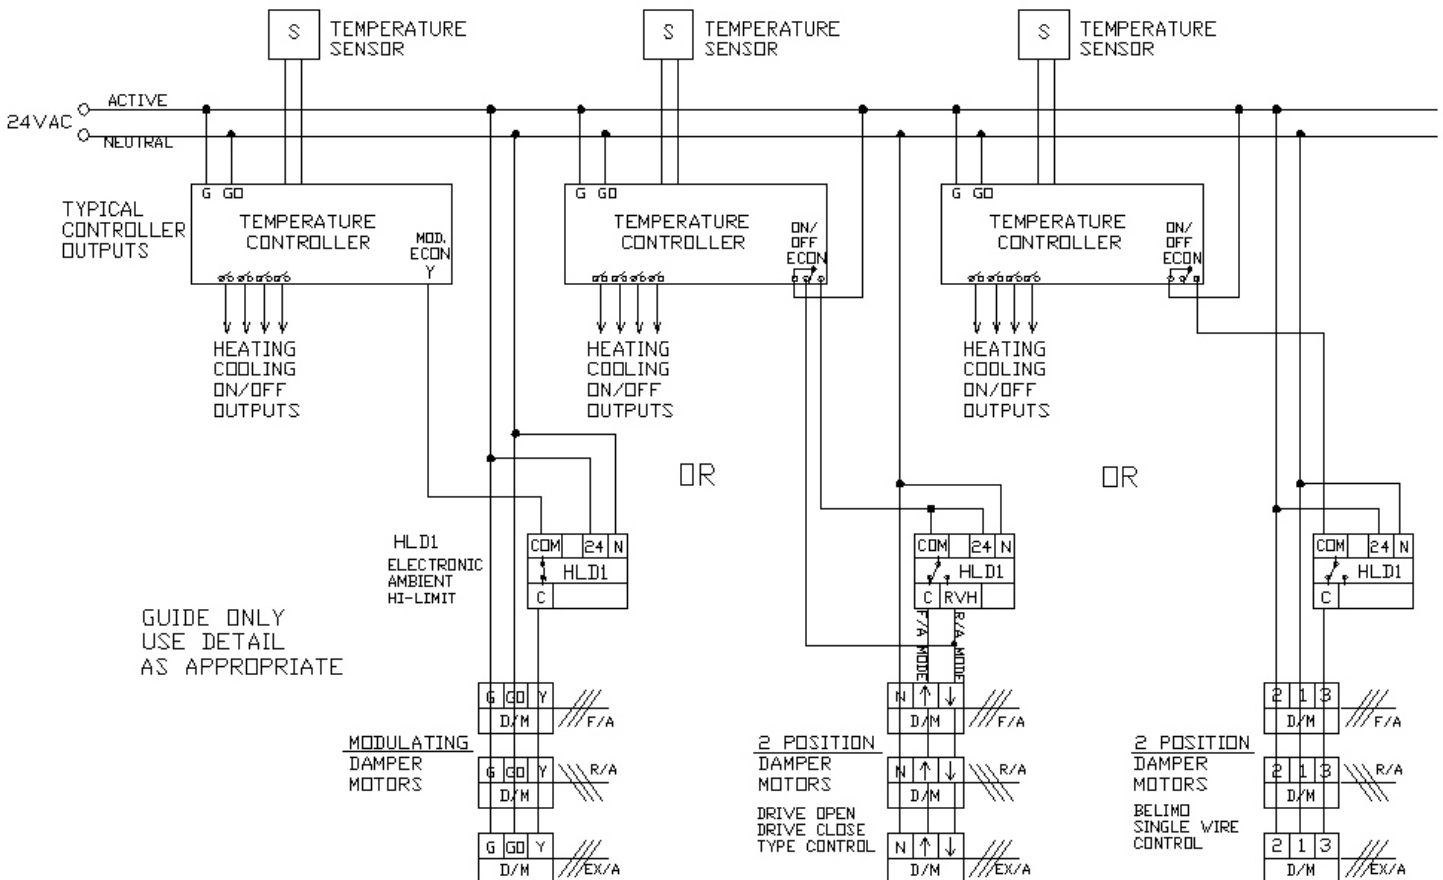 S
TEMPERATURE
SENSOR
S
TEMPERATURE
SENSOR
S
TEMPERATURE
SENSOR
24VAC
ACTIVE
NEUTRAL
TYPICAL
CONTROLLER
OUTPUTS
G GO
TEMPERATURE
CONTROLLER
MOD.
ECON
Y
HEATING
COOLING
ON/OFF
OUTPUTS
G GO
TEMPERATURE
CONTROLLER
ON/
OFF
ECON
HEATING
COOLING
ON/OFF
OUTPUTS
G GO
TEMPERATURE
CONTROLLER
ON/
OFF
ECON
HEATING
COOLING
ON/OFF
OUTPUTS
OR
OR
HLD1
ELECTRONIC
AMBIENT
HI-LIMIT
COM 24 N
HLD1
C
COM 24 N
HLD1
C RVH
F/A MODE
R/A MODE
COM 24 N
HLD1
C
GUIDE ONLY
USE DETAIL
AS APPROPRIATE
MODULATING
DAMPER
MOTORS
G GO Y
D/M
F/A
G GO Y
D/M
R/A
G GO Y
D/M
EX/A
2 POSITION
DAMPER
MOTORS
DRIVE OPEN
DRIVE CLOSE
TYPE CONTROL
N ↑ ↓
D/M
F/A
N ↑ ↓
D/M
R/A
N ↑ ↓
D/M
EX/A
2 POSITION
DAMPER
MOTORS
BELIMO
SINGLE WIRE
CONTROL
2 1 3
D/M
F/A
2 1 3
D/M
R/A
2 1 3
D/M
EX/A